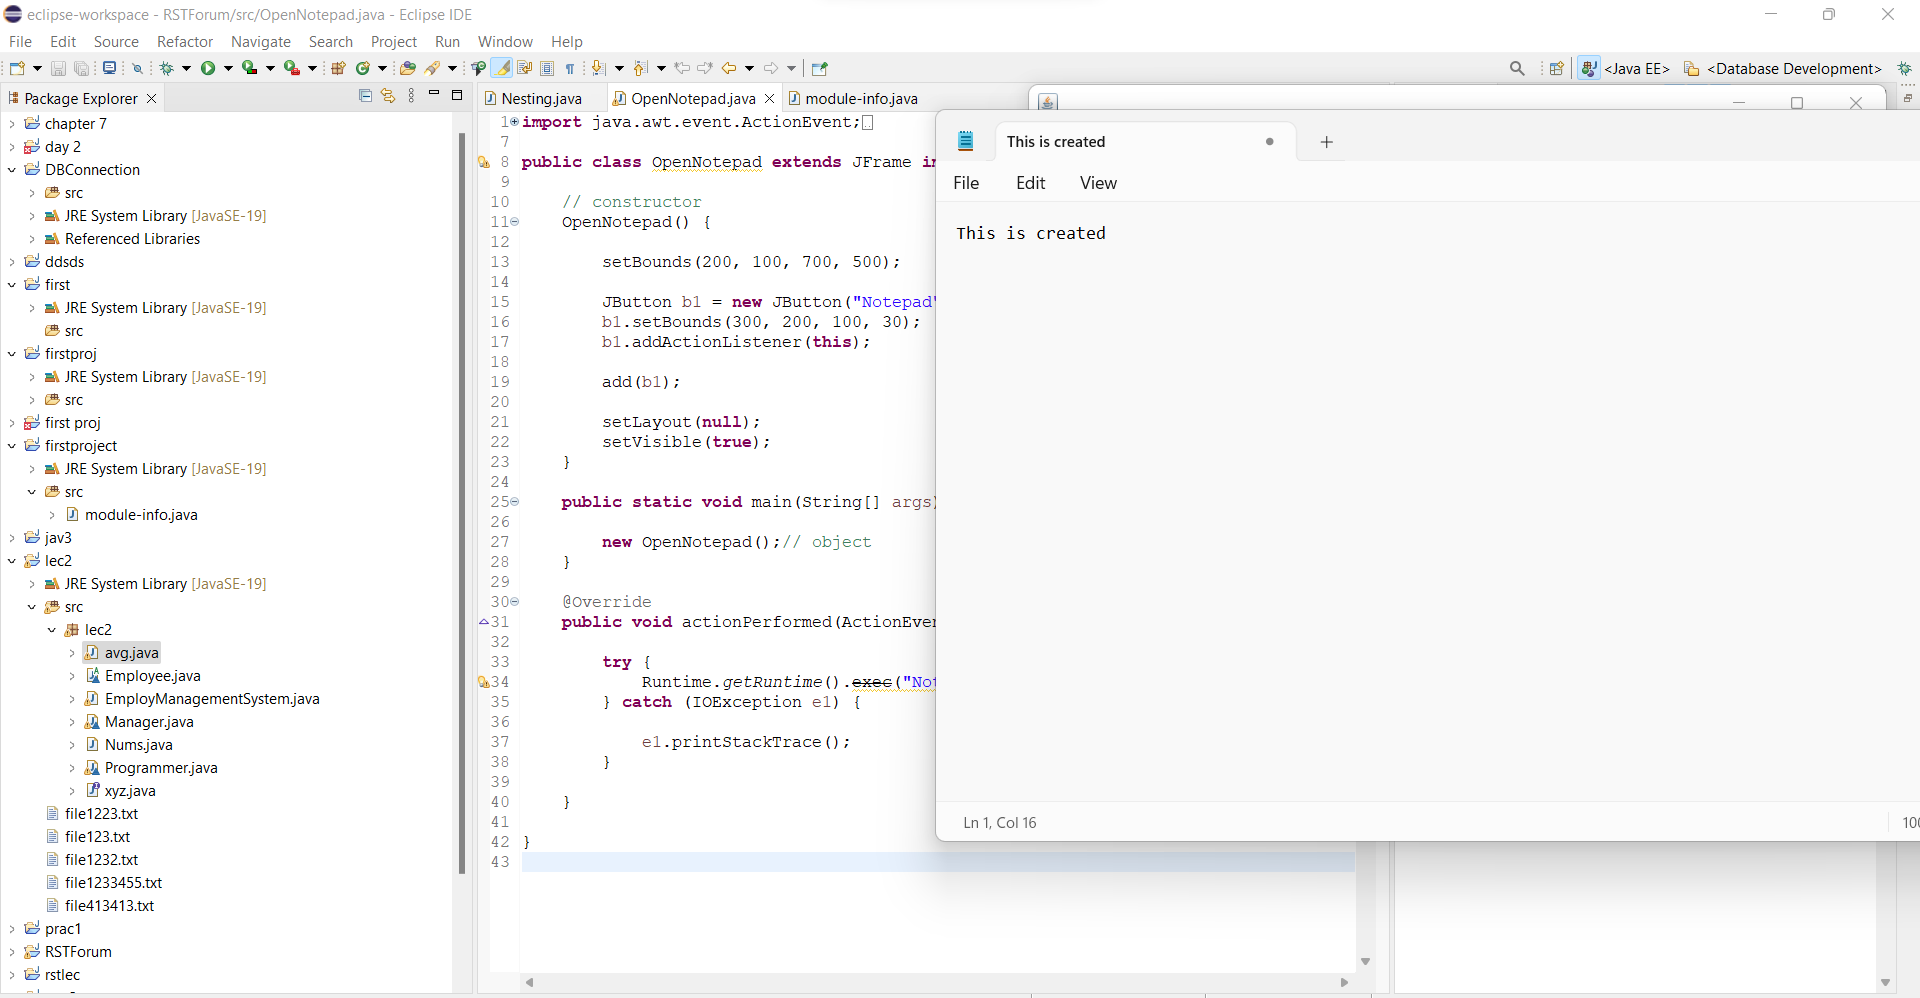 eclipse-workspace - RSTForum/src/OpenNotepad.java - Eclipse IDE
File Edit Source Refactor Navigate Search Project Run Window Help
<Java EE> <Database Development>
Package Explorer
chapter 7
day 2
DBConnection
src
JRE System Library [JavaSE-19]
Referenced Libraries
ddsds
first
JRE System Library [JavaSE-19]
src
firstproj
JRE System Library [JavaSE-19]
src
first proj
firstproject
JRE System Library [JavaSE-19]
src
module-info.java
jav3
lec2
JRE System Library [JavaSE-19]
src
lec2
avg.java
Employee.java
EmployManagementSystem.java
Manager.java
Nums.java
Programmer.java
xyz.java
file1223.txt
file123.txt
file1232.txt
file1233455.txt
file413413.txt
prac1
RSTForum
rstlec
Nesting.java OpenNotepad.java module-info.java
1 import java.awt.event.ActionEvent;
7
8 public class OpenNotepad extends JFrame
9
10 // constructor
11 OpenNotepad() {
12
13 setBounds(200, 100, 700, 500);
14
15 JButton b1 = new JButton("Notepad"
16 b1.setBounds(300, 200, 100, 30);
17 b1.addActionListener(this);
18
19 add(b1);
20
21 setLayout(null);
22 setVisible(true);
23 }
24
25 public static void main(String[] args)
26
27 new OpenNotepad();// object
28 }
29
30 @Override
31 public void actionPerformed(ActionEven
32
33 try {
34 Runtime.getRuntime().exec("Not
35 } catch (IOException e1) {
36
37 e1.printStackTrace();
38 }
39
40 }
41
42 }
43
This is created
File Edit View
This is created
Ln 1, Col 16
100